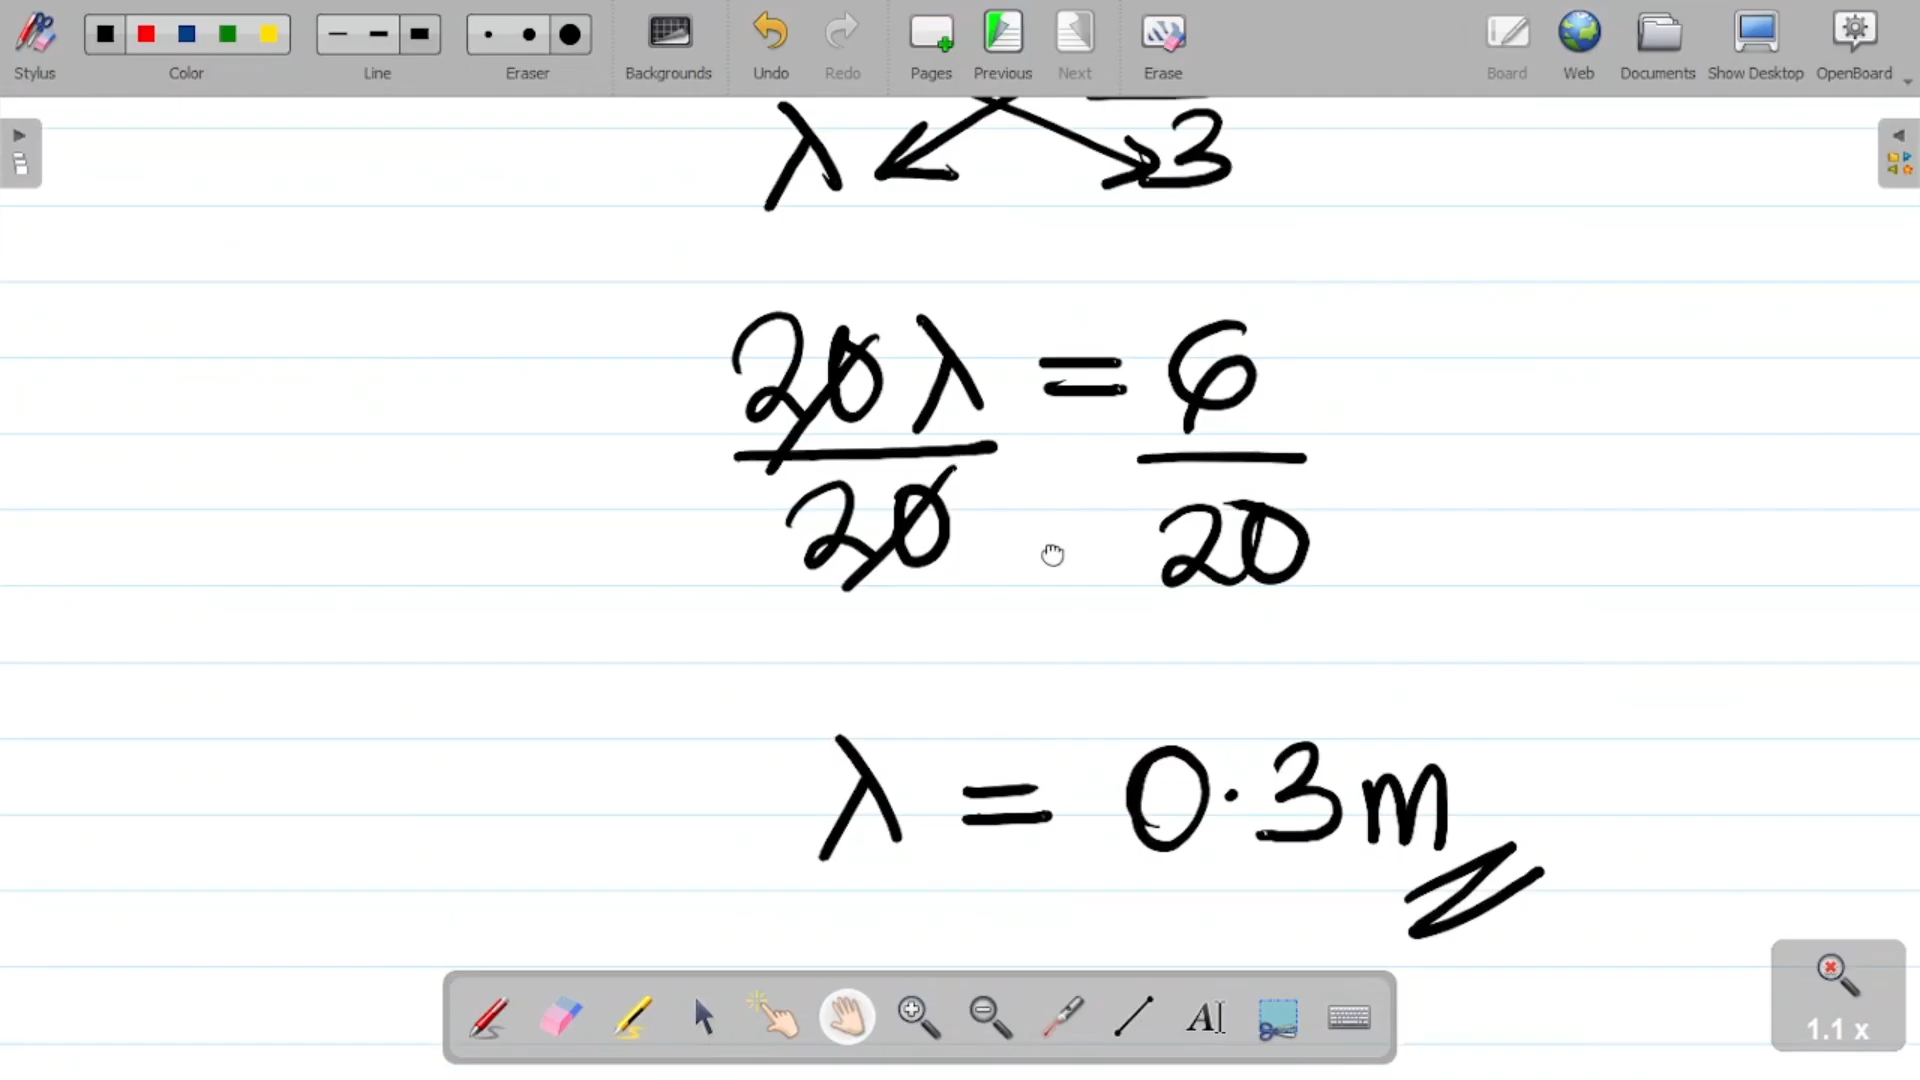 Stylus Color Line Eraser Backgrounds Undo Redo Pages Previous Next Erase Board Web Documents Show Desktop OpenBoard
λ 3
20λ = 6
20 20
λ = 0.3m
1.1 x